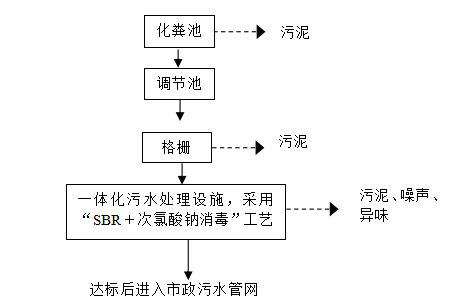 化粪池
污泥
调节池
格栅
污泥
一体化污水处理设施，采用
“SBR＋次氯酸钠消毒”工艺
污泥、噪声、
异味
达标后进入市政污水管网